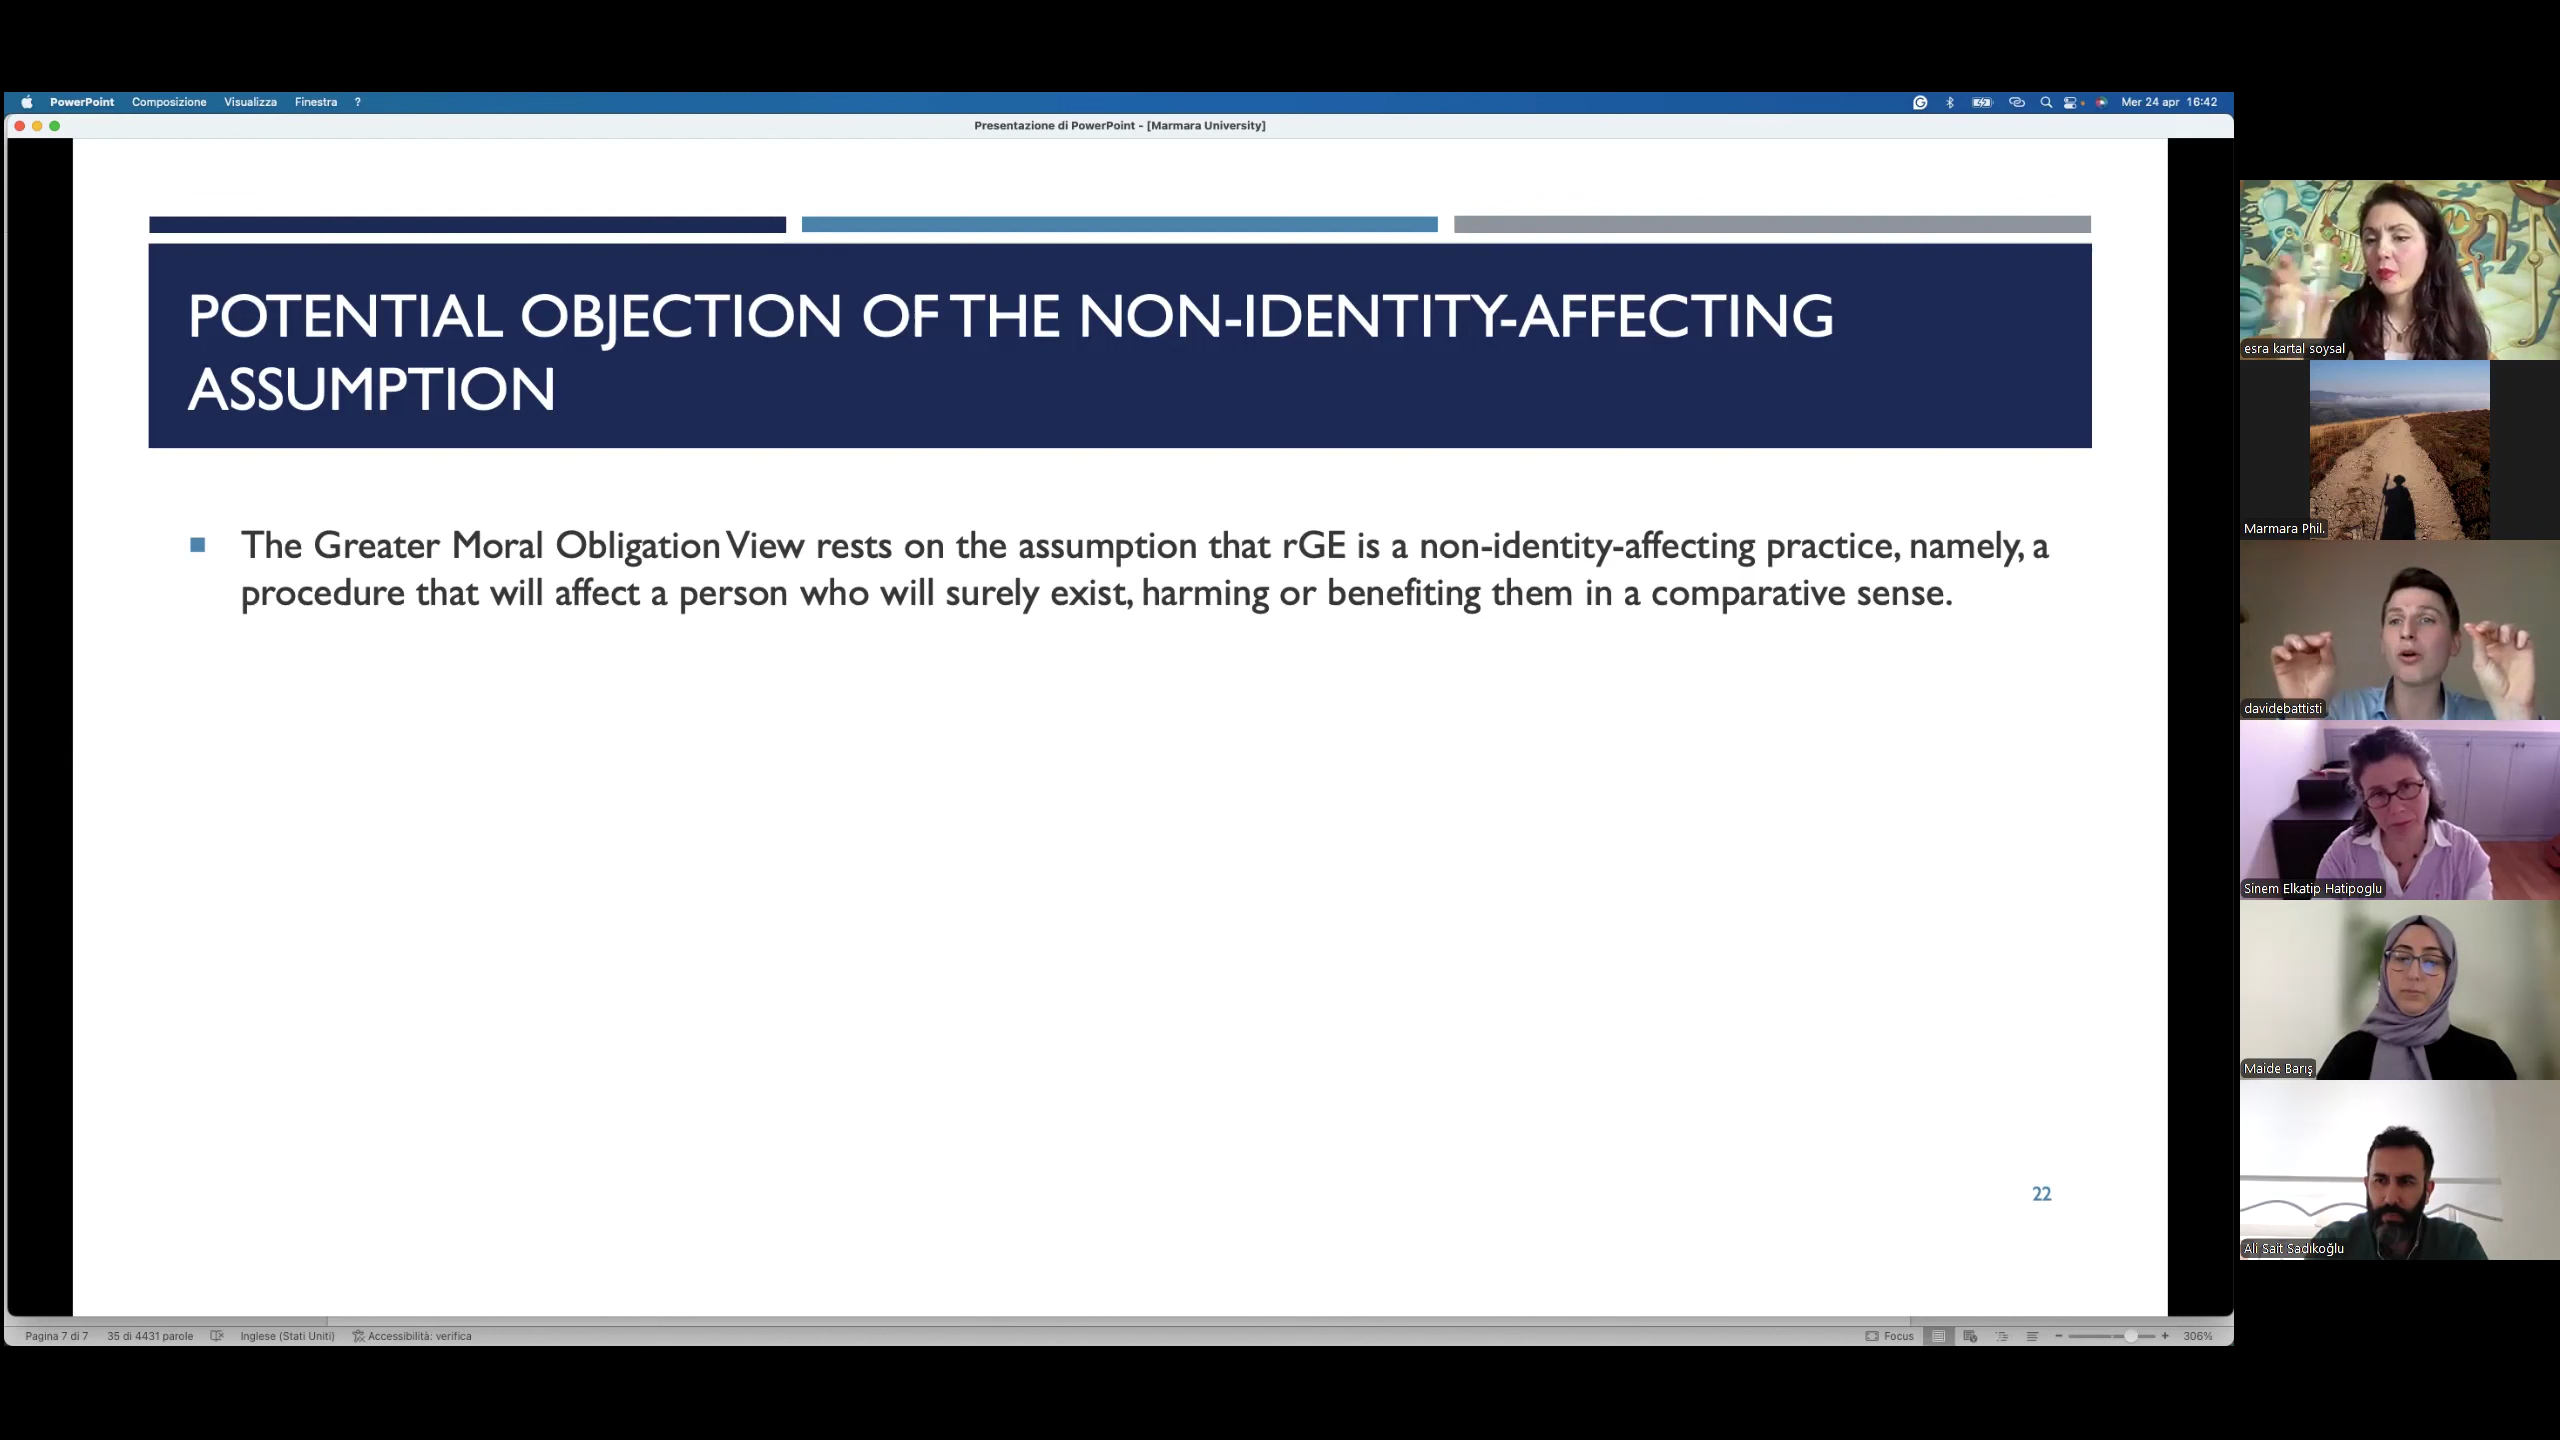 PowerPoint Composizione Visualizza Finestra ? Mer 24 apr 16:42
Presentazione di PowerPoint - [Marmara University]
POTENTIAL OBJECTION OF THE NON-IDENTITY-AFFECTING
ASSUMPTION
The Greater Moral Obligation View rests on the assumption that rGE is a non-identity-affecting practice, namely, a
procedure that will affect a person who will surely exist, harming or benefiting them in a comparative sense.
22
Pagina 7 di 7 35 di 4431 parole Inglese (Stati Uniti) Accessibilità: verifica Focus 306%
esra kartal soysal
Marmara Phil.
davidebattisti
Sinem Elkatip Hatipoglu
Maide Barış
Ali Sait Sadıkoğlu